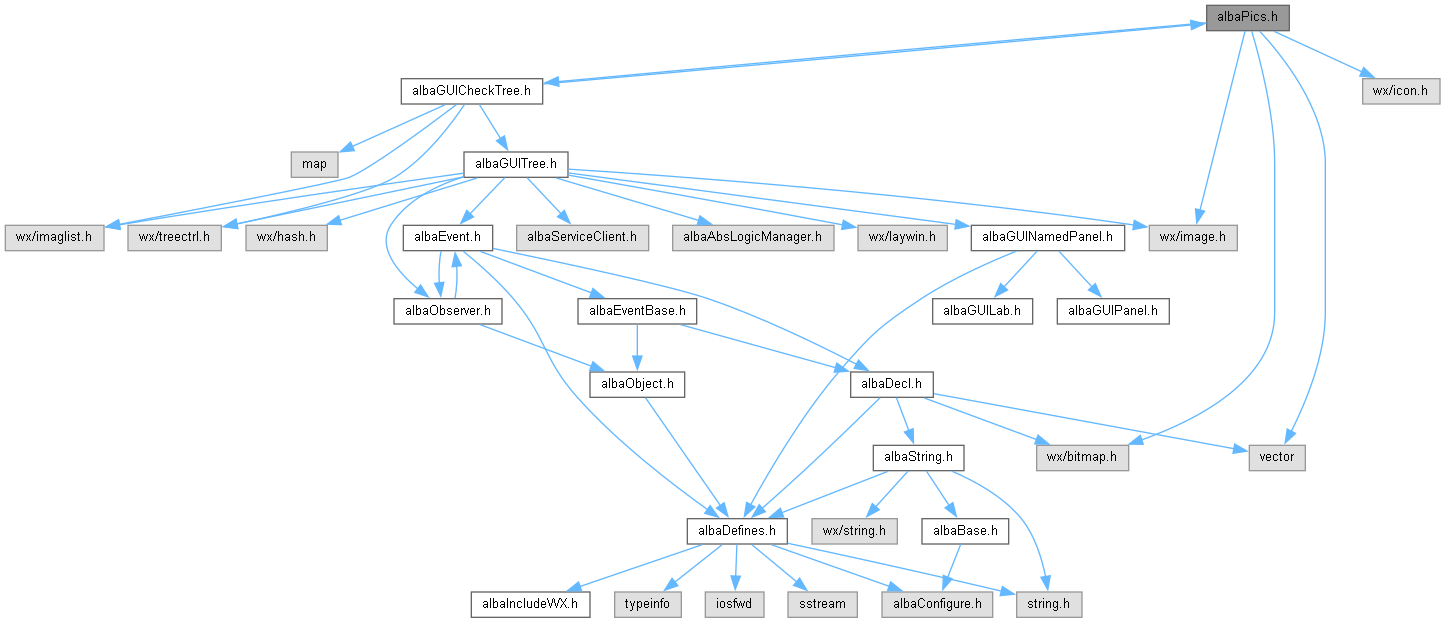 albaPics.h
albaGUICheckTree.h
wx/icon.h
map
albaGUITree.h
wx/imaglist.h
wx/treectrl.h
wx/hash.h
albaEvent.h
albaServiceClient.h
albaAbsLogicManager.h
wx/laywin.h
albaGUINamedPanel.h
wx/image.h
albaObserver.h
albaEventBase.h
albaGUILab.h
albaGUIPanel.h
albaObject.h
albaDecl.h
albaString.h
wx/bitmap.h
vector
albaDefines.h
wx/string.h
albaBase.h
albaIncludeWX.h
typeinfo
iosfwd
sstream
albaConfigure.h
string.h